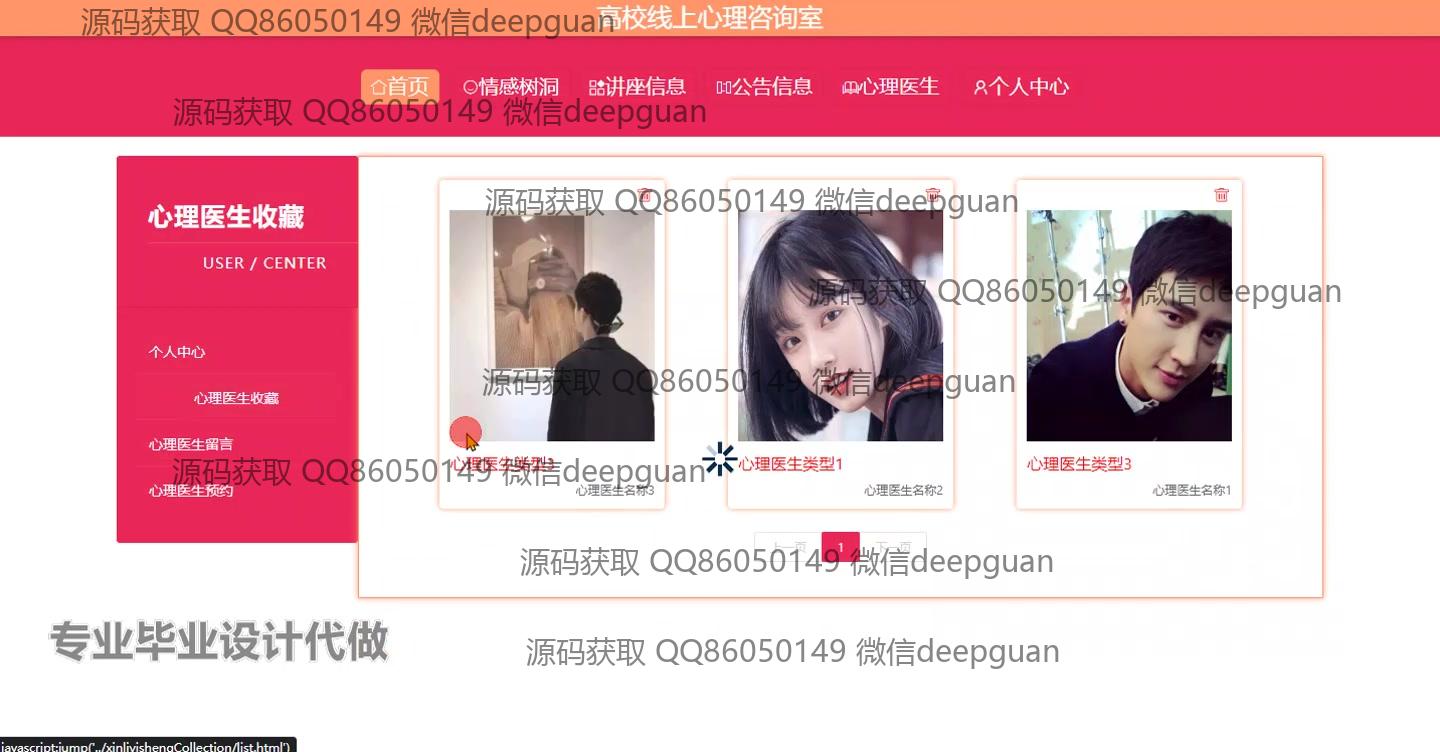 高校线上心理咨询室
源码获取 QQ86050149 微信deepguan
首页 情感树洞 讲座信息 公告信息 心理医生 个人中心
源码获取 QQ86050149 微信deepguan
心理医生收藏
源码获取 QQ86050149 微信deepguan
USER / CENTER
源码获取 QQ86050149 微信deepguan
个人中心
源码获取 QQ86050149 微信deepguan
心理医生收藏
心理医生留言
心理医生类型1 心理医生类型3
源码获取 QQ86050149 微信deepguan
心理医生预约
心理医生名称3 心理医生名称2 心理医生名称1
上一页 1 下一页
源码获取 QQ86050149 微信deepguan
专业毕业设计代做
源码获取 QQ86050149 微信deepguan
javascript:jump('../xinliyishengCollection/list.html')